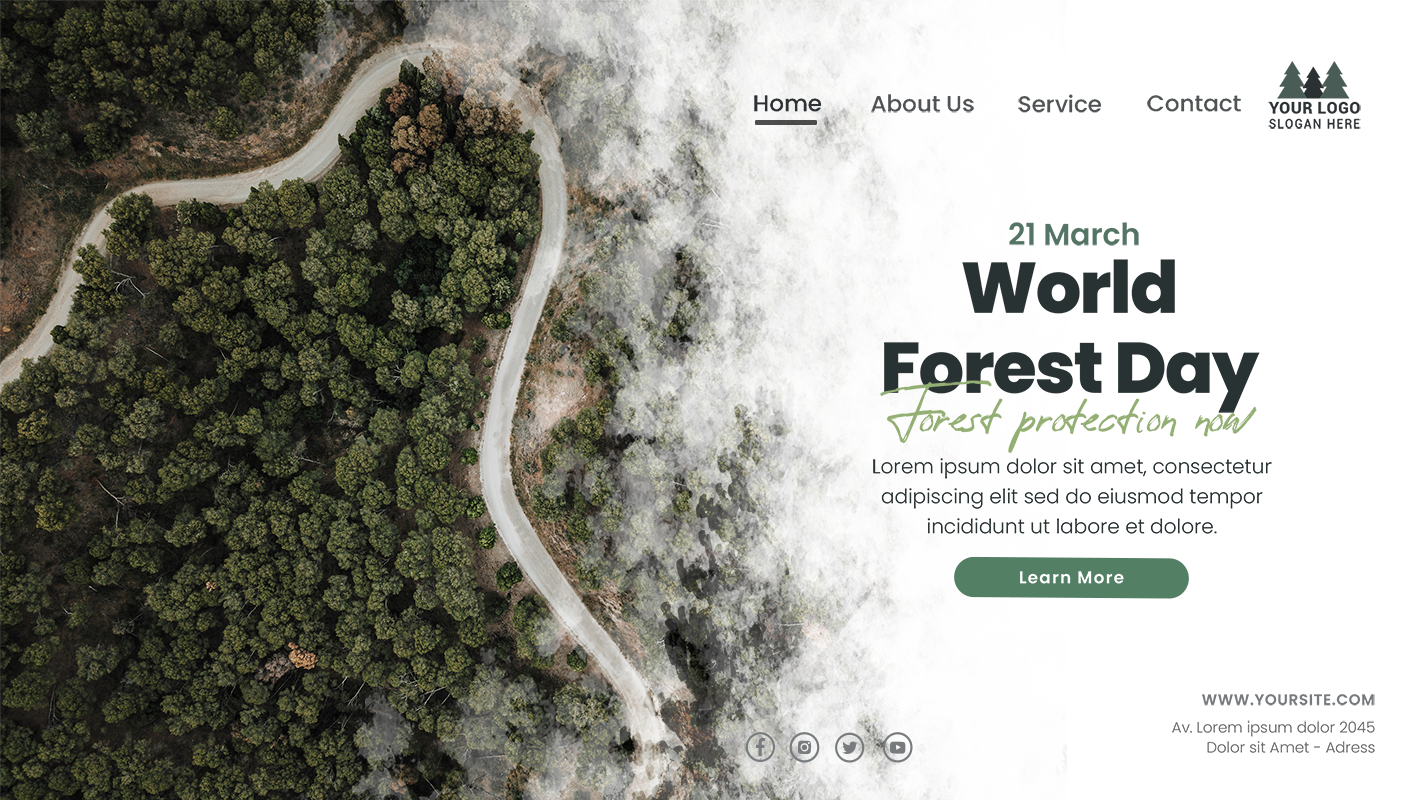 Home
About Us
Service
Contact
YOUR LOGO
SLOGAN HERE
21 March
World
Forest Day
Forest protection now
Lorem ipsum dolor sit amet, consectetur
adipiscing elit sed do eiusmod tempor
incididunt ut labore et dolore.
Learn More
WWW.YOURSITE.COM
Av. Lorem ipsum dolor 2045
Dolor sit Amet - Adress